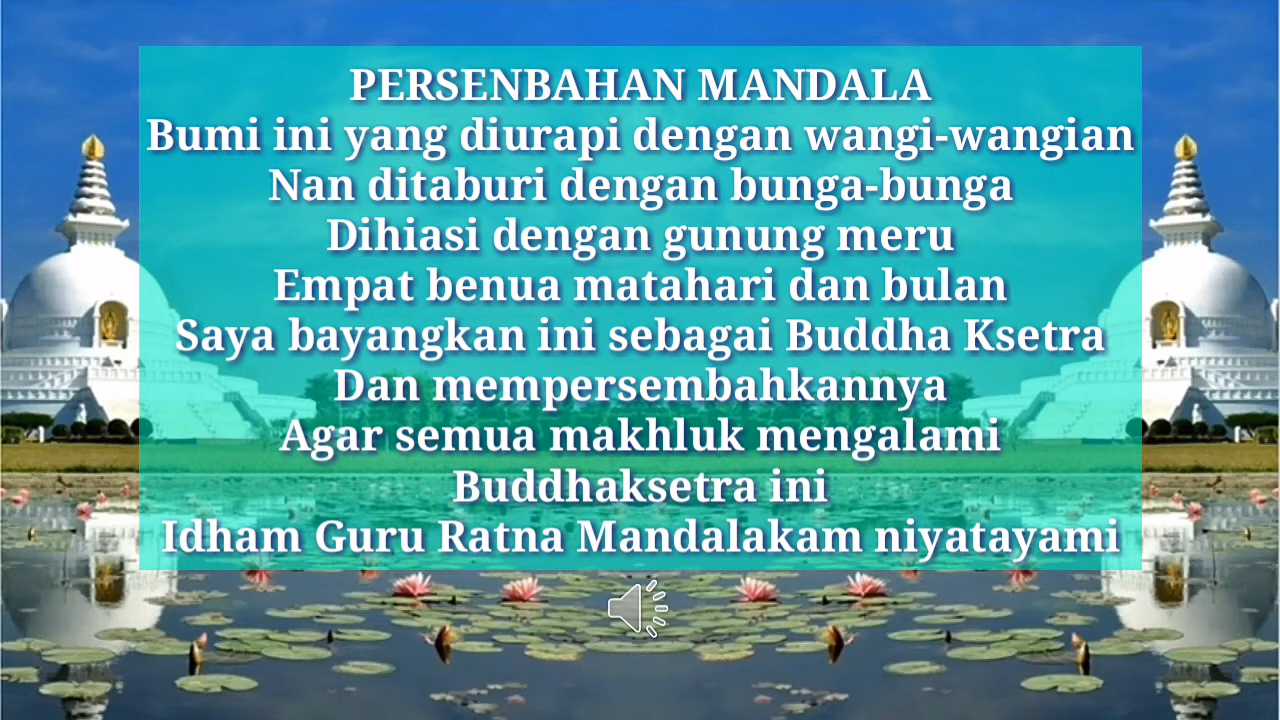 PERSENBAHAN MANDALA
Bumi ini yang diurapi dengan wangi-wangian
Nan ditaburi dengan bunga-bunga
Dihiasi dengan gunung meru
Empat benua matahari dan bulan
Saya bayangkan ini sebagai Buddha Ksetra
Dan mempersembahkannya
Agar semua makhluk mengalami
Buddhaksetra ini
Idham Guru Ratna Mandalakam niyatayami